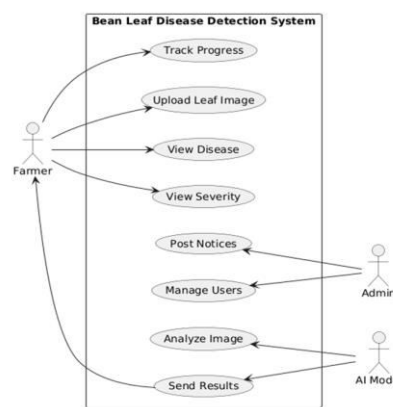 Bean Leaf Disease Detection System
Track Progress
Upload Leaf Image
Farmer
View Disease
View Severity
Post Notices
Manage Users
Admin
Analyze Image
AI Mod
Send Results